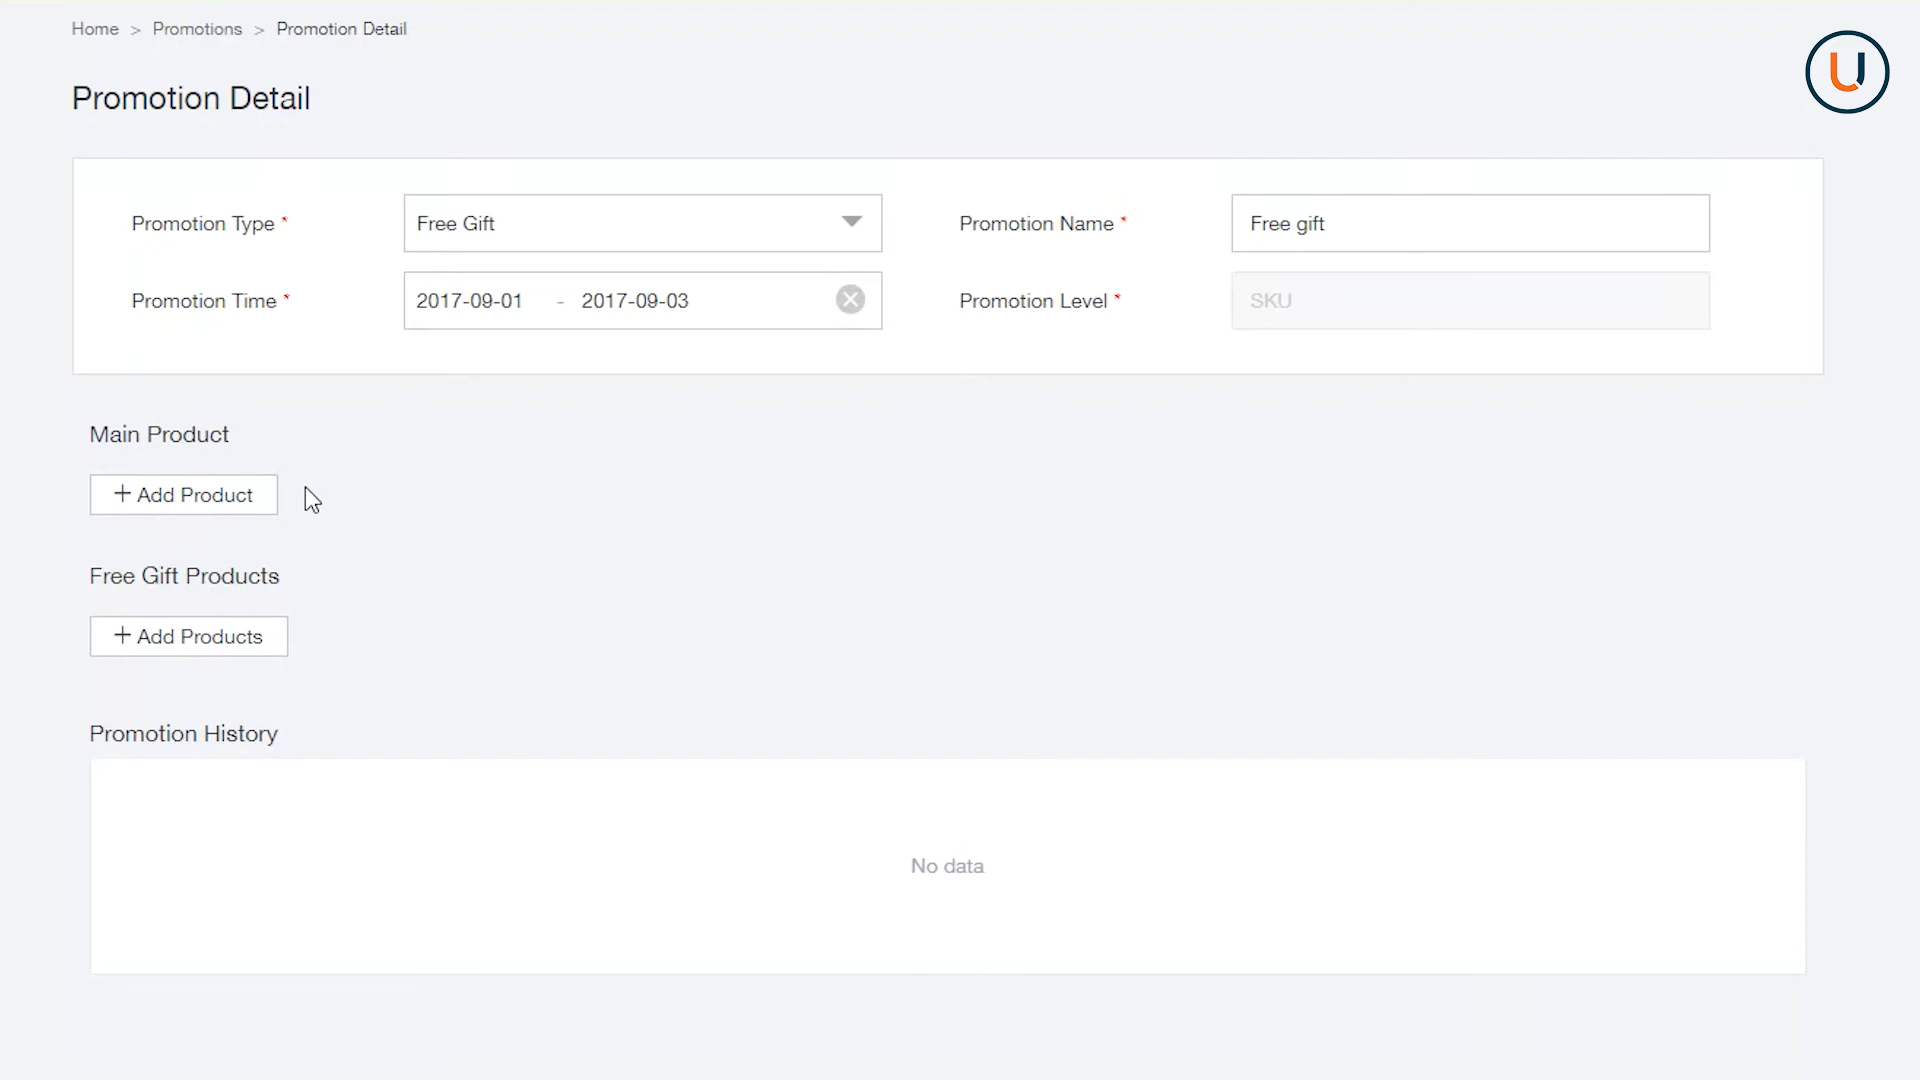 Home > Promotions > Promotion Detail
U
Promotion Detail
Promotion Type * Free Gift Promotion Name * Free gift
Promotion Time * 2017-09-01 - 2017-09-03 Promotion Level * SKU
Main Product
+ Add Product
Free Gift Products
+ Add Products
Promotion History
No data